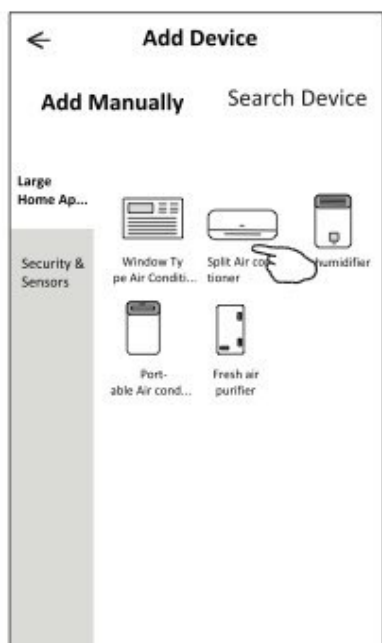 Add Device
Add Manually
Search Device
Large
Home Ap...
Security &
Sensors
Window Ty
pe Air Conditi...
Split Air co
tioner
humidifier
Port-
able Air cond...
Fresh air
purifier